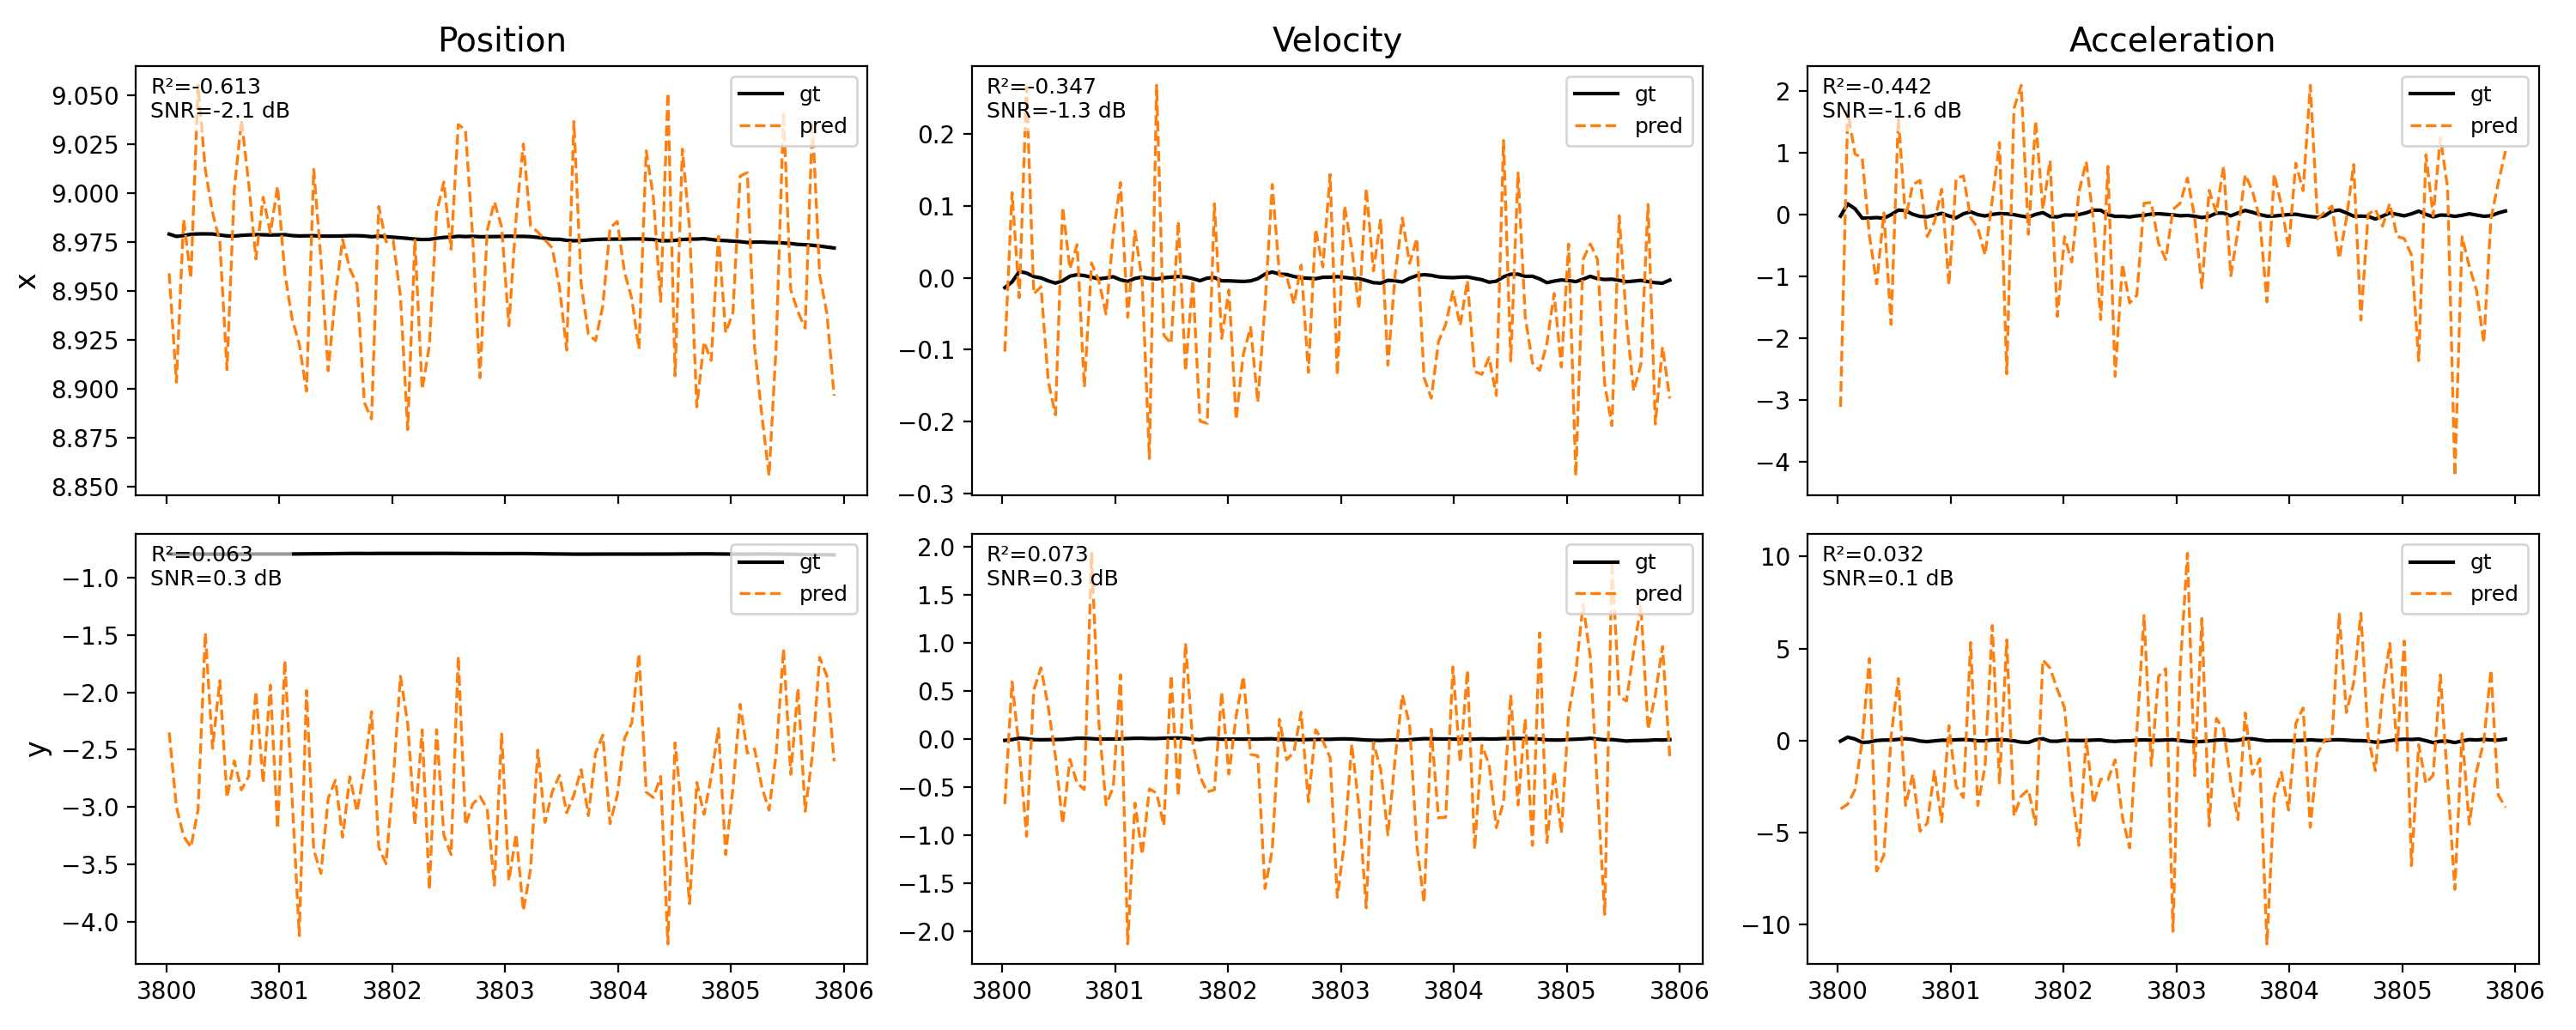 Position
Velocity
Acceleration
x
9.050
9.025
9.000
8.975
8.950
8.925
8.900
8.875
8.850
R²=-0.613
SNR=-2.1 dB
gt
pred
0.2
0.1
0.0
−0.1
−0.2
−0.3
R²=-0.347
SNR=-1.3 dB
gt
pred
2
1
0
−1
−2
−3
−4
R²=-0.442
SNR=-1.6 dB
gt
pred
y
−1.0
−1.5
−2.0
−2.5
−3.0
−3.5
−4.0
R²=0.063
SNR=0.3 dB
gt
pred
3800 3801 3802 3803 3804 3805 3806
2.0
1.5
1.0
0.5
0.0
−0.5
−1.0
−1.5
−2.0
R²=0.073
SNR=0.3 dB
gt
pred
3800 3801 3802 3803 3804 3805 3806
10
5
0
−5
−10
R²=0.032
SNR=0.1 dB
gt
pred
3800 3801 3802 3803 3804 3805 3806